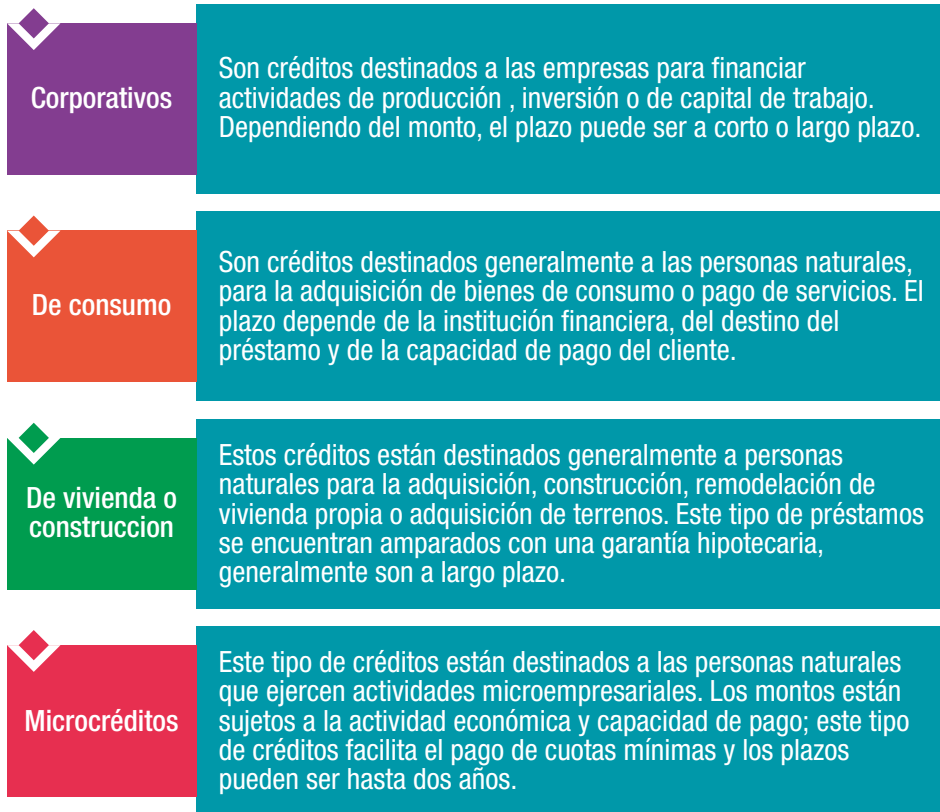 Corporativos
Son créditos destinados a las empresas para financiar
actividades de producción , inversión o de capital de trabajo.
Dependiendo del monto, el plazo puede ser a corto o largo plazo.
De consumo
Son créditos destinados generalmente a las personas naturales,
para la adquisición de bienes de consumo o pago de servicios. El
plazo depende de la institución financiera, del destino del
préstamo y de la capacidad de pago del cliente.
De vivienda o
construccion
Estos créditos están destinados generalmente a personas
naturales para la adquisición, construcción, remodelación de
vivienda propia o adquisición de terrenos. Este tipo de préstamos
se encuentran amparados con una garantía hipotecaria,
generalmente son a largo plazo.
Microcréditos
Este tipo de créditos están destinados a las personas naturales
que ejercen actividades microempresariales. Los montos están
sujetos a la actividad económica y capacidad de pago; este tipo
de créditos facilita el pago de cuotas mínimas y los plazos
pueden ser hasta dos años.